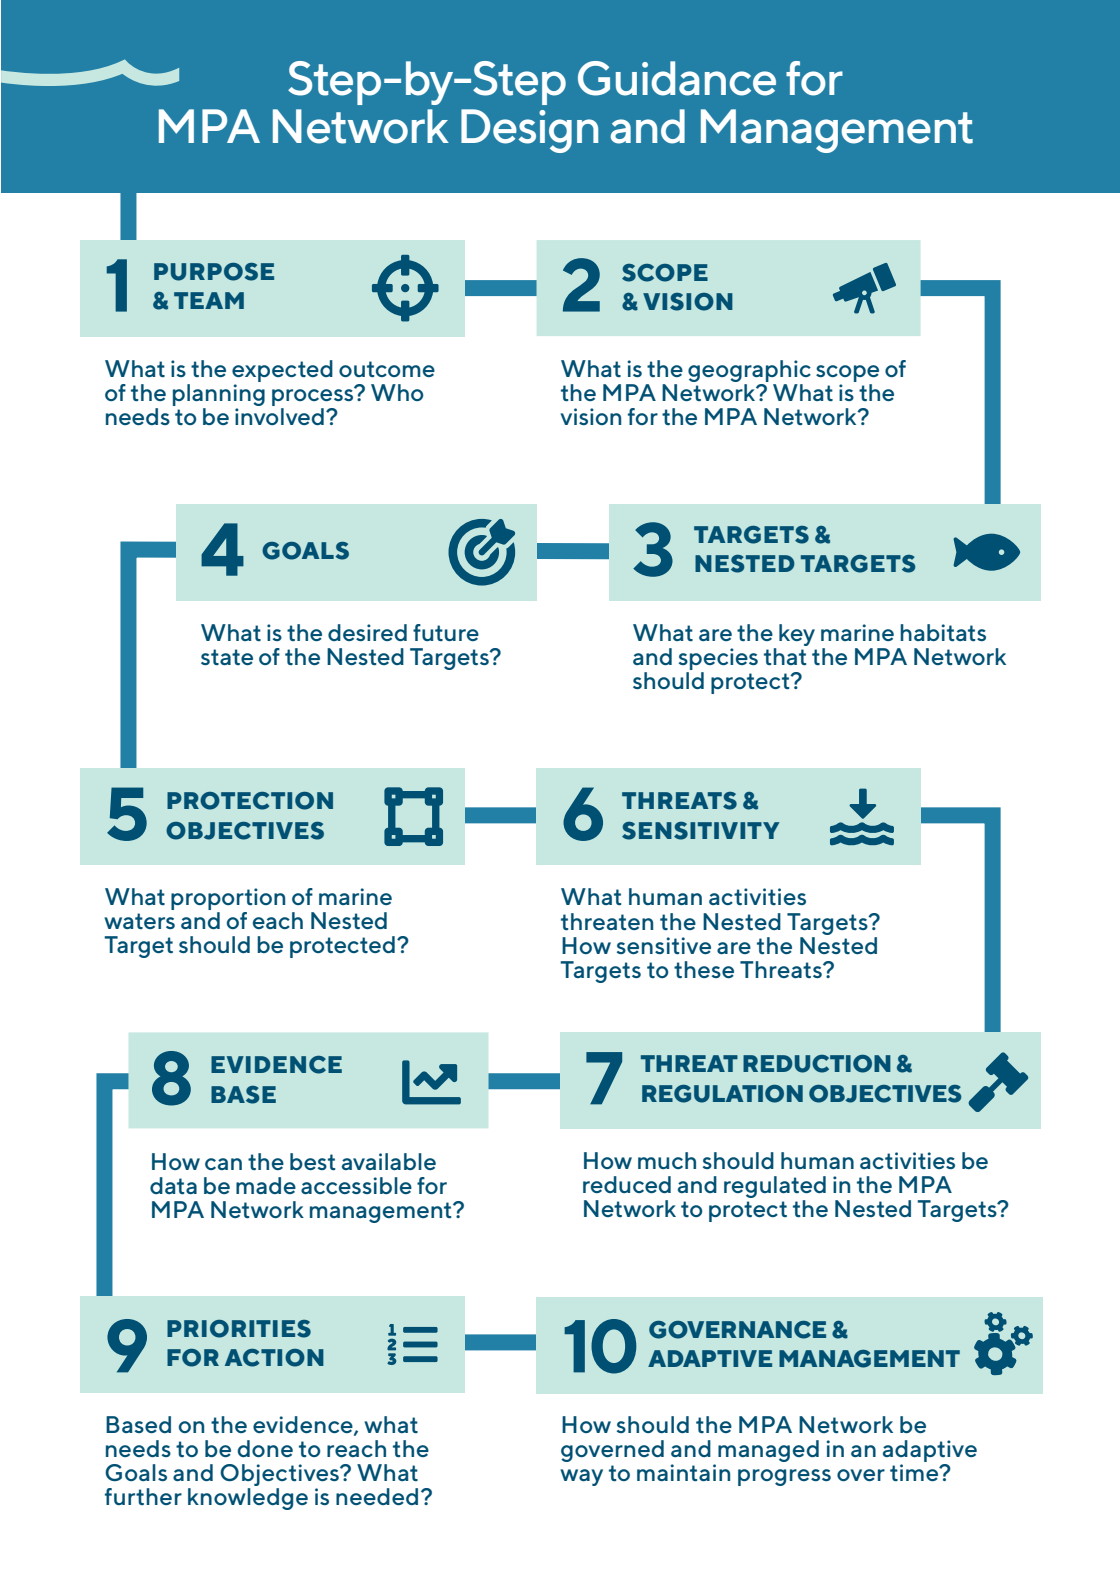 Step-by-Step Guidance for
MPA Network Design and Management
1 PURPOSE
& TEAM
What is the expected outcome
of the planning process? Who
needs to be involved?
2 SCOPE
& VISION
What is the geographic scope of
the MPA Network? What is the
vision for the MPA Network?
3 TARGETS &
NESTED TARGETS
What are the key marine habitats
and species that the MPA Network
should protect?
4 GOALS
What is the desired future
state of the Nested Targets?
5 PROTECTION
OBJECTIVES
What proportion of marine
waters and of each Nested
Target should be protected?
6 THREATS &
SENSITIVITY
What human activities
threaten the Nested Targets?
How sensitive are the Nested
Targets to these Threats?
7 THREAT REDUCTION &
REGULATION OBJECTIVES
How much should human activities be
reduced and regulated in the MPA
Network to protect the Nested Targets?
8 EVIDENCE
BASE
How can the best available
data be made accessible for
MPA Network management?
9 PRIORITIES
FOR ACTION
1
2
3
Based on the evidence, what
needs to be done to reach the
Goals and Objectives? What
further knowledge is needed?
10 GOVERNANCE &
ADAPTIVE MANAGEMENT
How should the MPA Network be
governed and managed in an adaptive
way to maintain progress over time?